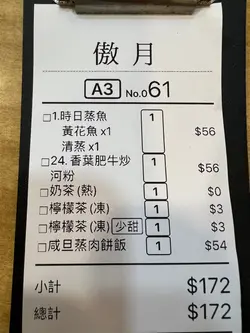 傲月
A3 No.061
□1.時日蒸魚 1
黃花魚 x1 $56
清蒸 x1
□24. 香葉肥牛炒 1 $56
河粉
□奶茶 (熱) 1 $0
□檸檬茶 (凍) 1 $3
□檸檬茶 (凍) 少甜 1 $3
□咸旦蒸肉餅飯 1 $54
小計 $172
總計 $172